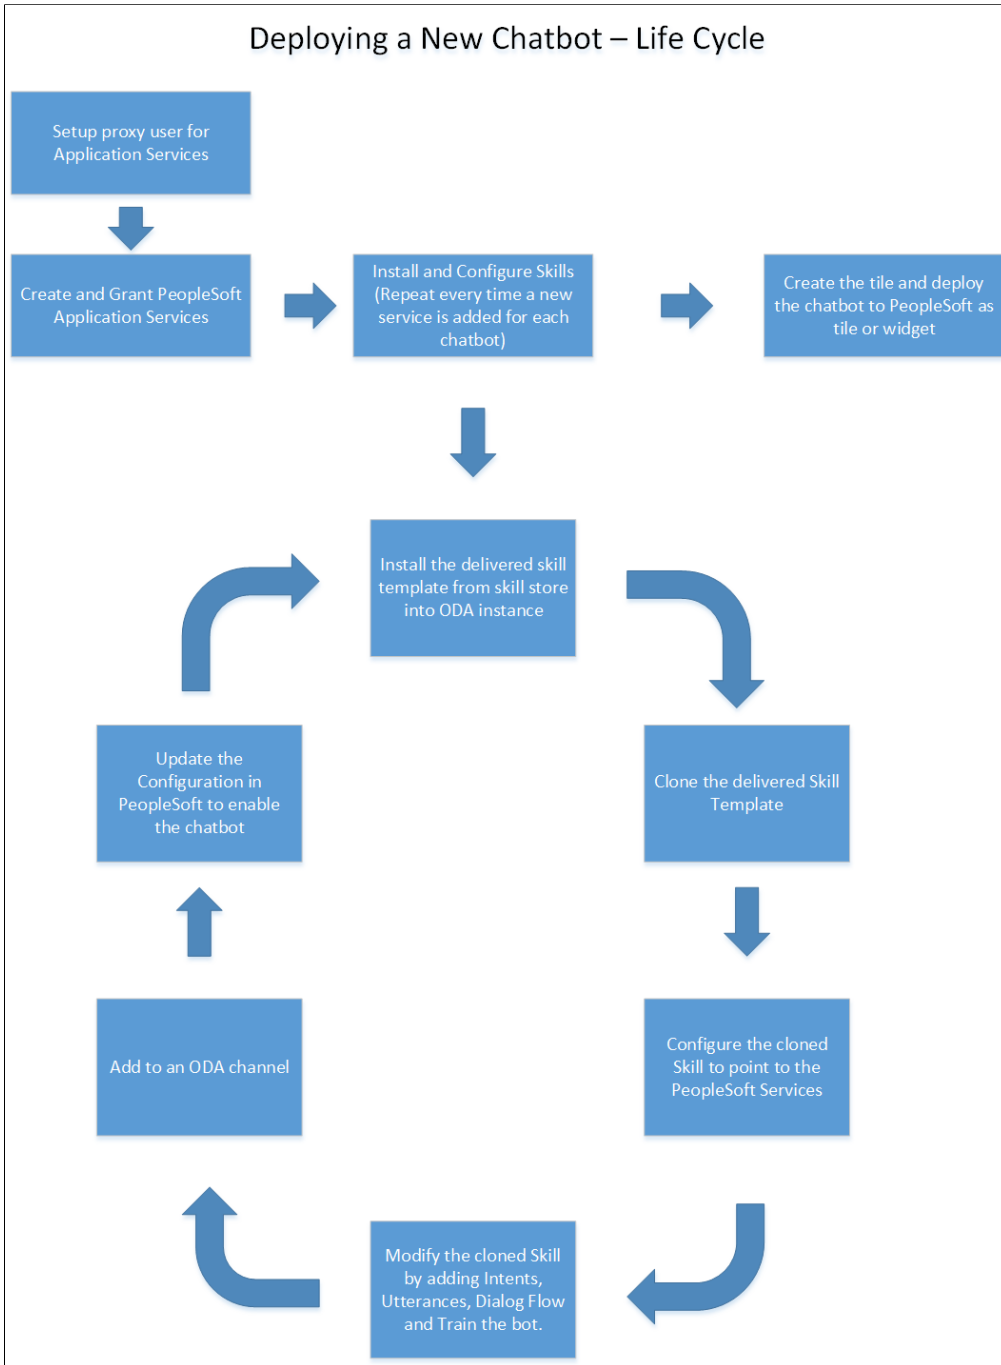 Deploying a New Chatbot – Life Cycle
Setup proxy user for
Application Services
Create and Grant PeopleSoft
Application Services
Install and Configure Skills
(Repeat every time a new
service is added for each
chatbot)
Create the tile and deploy
the chatbot to PeopleSoft as
tile or widget
Install the delivered skill
template from skill store
into ODA instance
Clone the delivered Skill
Template
Configure the cloned
Skill to point to the
PeopleSoft Services
Modify the cloned Skill
by adding Intents,
Utterances, Dialog Flow
and Train the bot.
Add to an ODA channel
Update the
Configuration in
PeopleSoft to enable
the chatbot